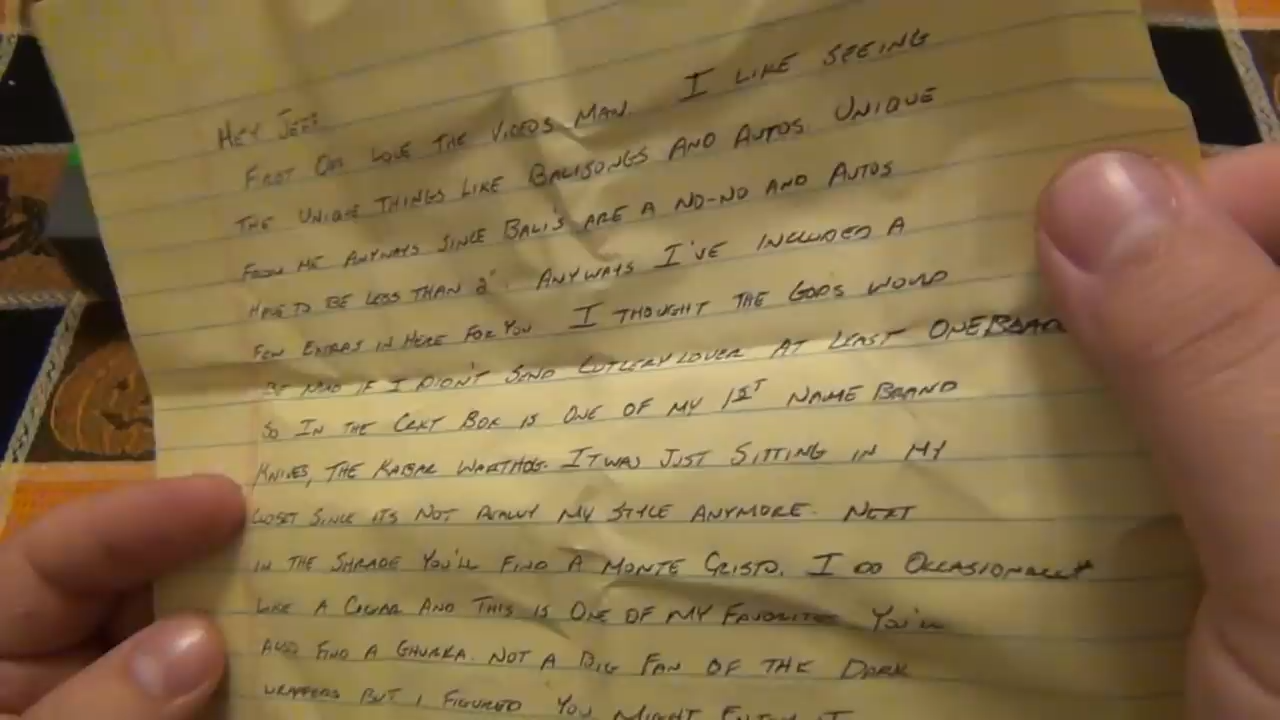 HEY JEFF
FIRST OFF LOVE THE VIDEOS MAN. I LIKE SEEING
THE UNIQUE THINGS LIKE BALISONGS AND AUTOS. UNIQUE
FROM ME ANYWAYS SINCE BALI'S ARE A NO-NO AND AUTOS
HAVE TO BE LESS THAN 2". ANYWAYS I'VE INCLUDED A
FEW EXTRAS IN HERE FOR YOU. I THOUGHT THE GODS WOULD
BE MAD IF I DIDN'T SEND CUTLERYLOVER AT LEAST ONE
SO IN THE CRKT BOX IS ONE OF MY 1ST NAME BRAND
KNIVES, THE KABAR WARTHOG. IT WAS JUST SITTING IN MY
CLOSET SINCE ITS NOT REALLY MY STYLE ANYMORE. NEXT
IN THE SHRADE YOU'LL FIND A MONTE CRISTO. I DO OCCASIONALLY
LIKE A CIGAR AND THIS IS ONE OF MY FAVORITES YOU'LL
ALSO FIND A GHURKA. NOT A BIG FAN OF THE DARK
WRAPPERS BUT I FIGURED YOU MIGHT ENJOY IT